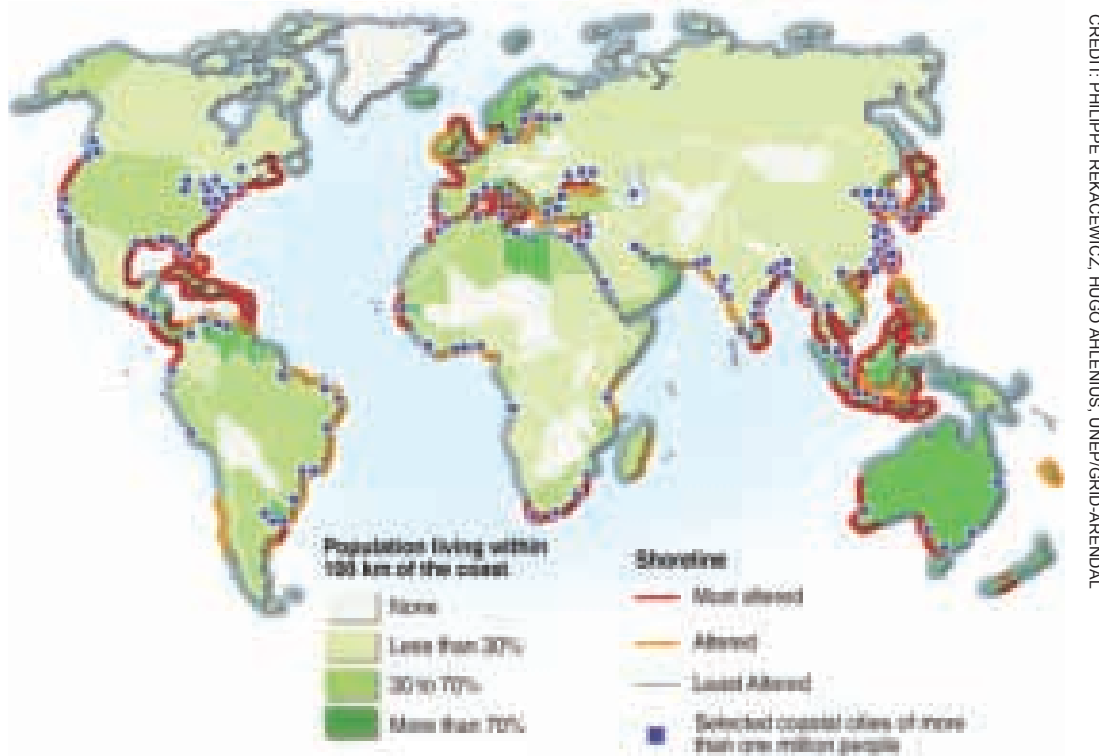 Population living within
100 km of the coast
None
Less than 30%
30 to 70%
More than 70%
Shoreline
Most altered
Altered
Least Altered
Selected coastal cities of more
than one million people
CREDIT: PHILIPPE REKACEWICZ, HUGO AHLENIUS, UNEP/GRID-ARENDAL